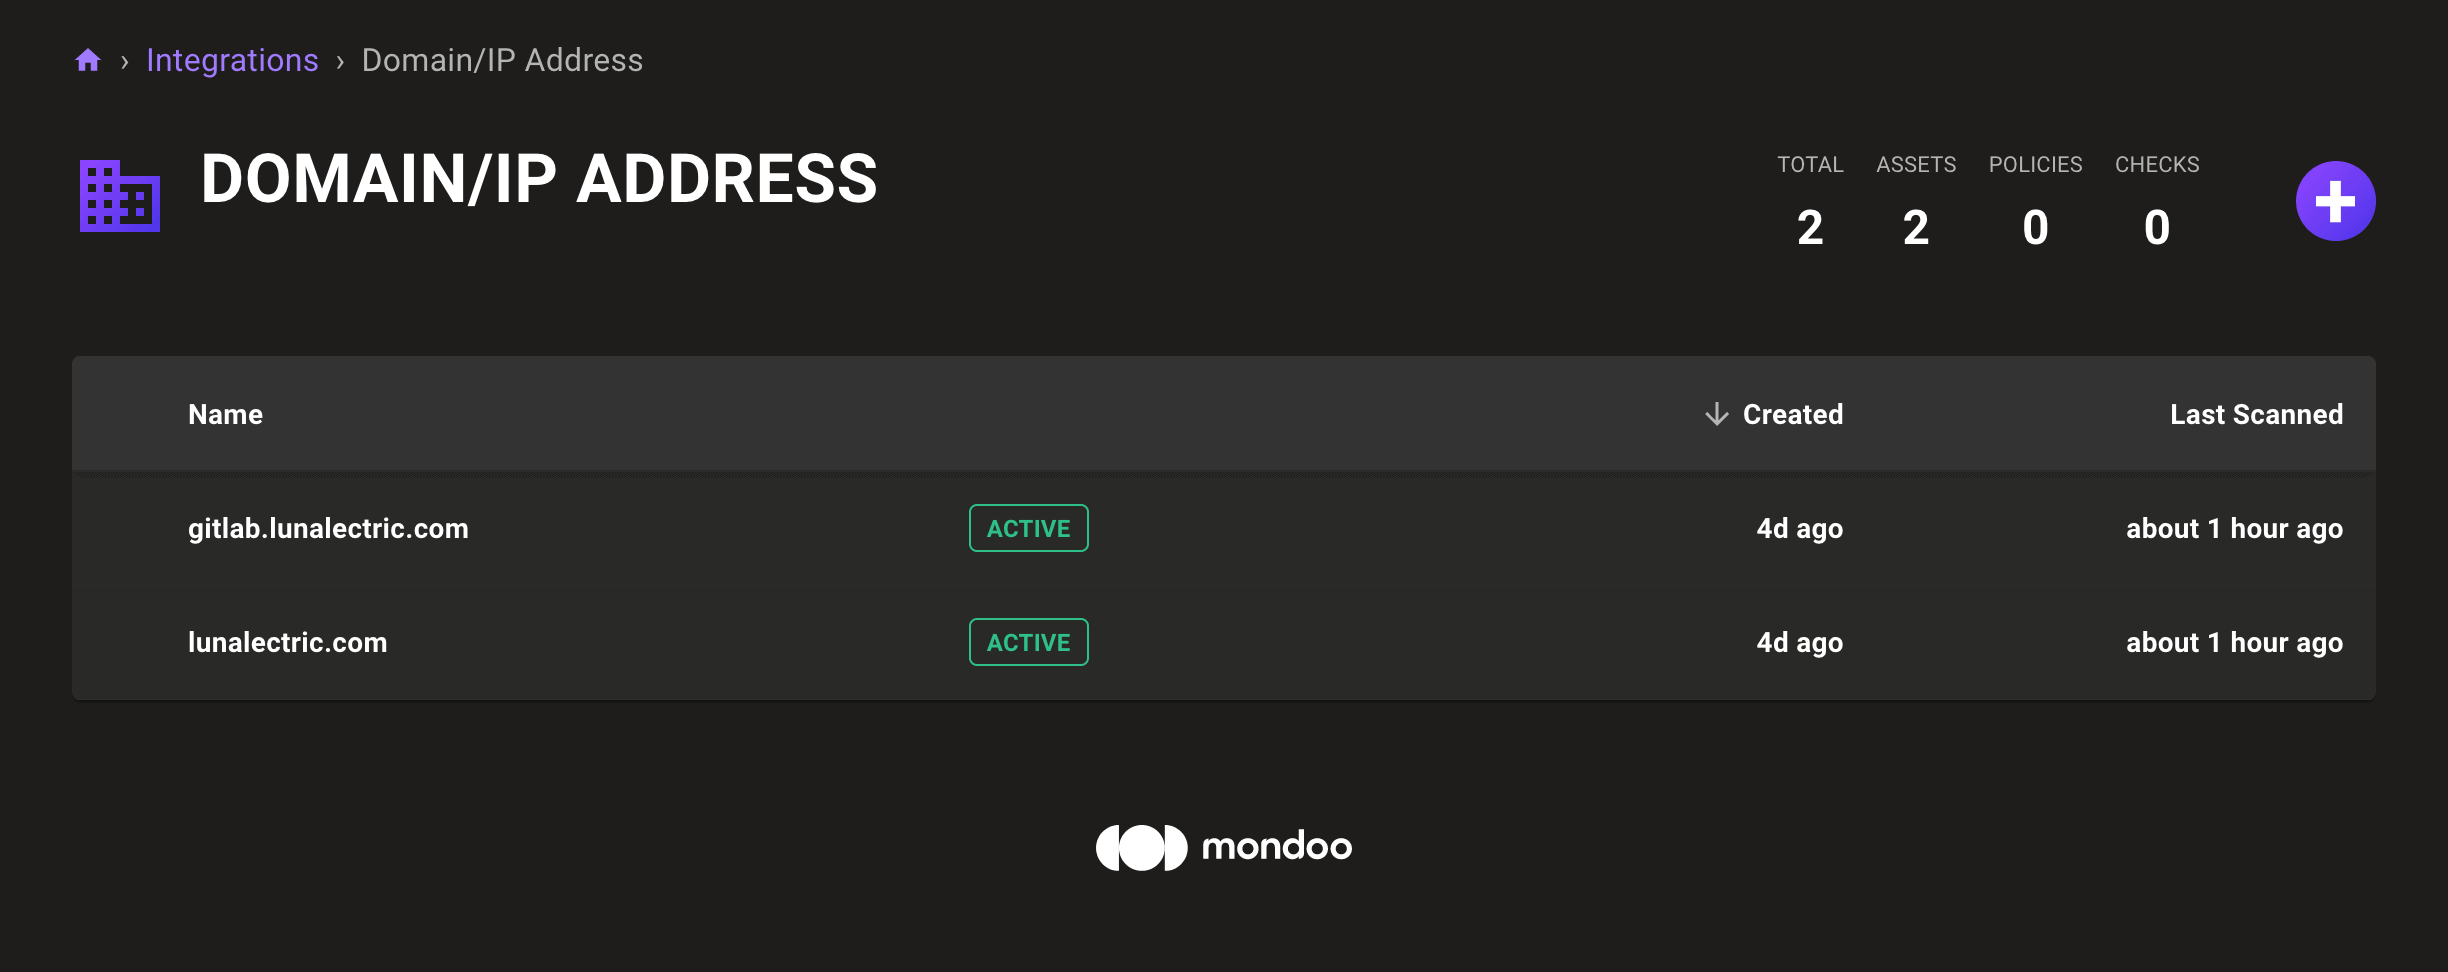 › Integrations › Domain/IP Address
DOMAIN/IP ADDRESS
TOTAL ASSETS POLICIES CHECKS
2 2 0 0
Name ↓ Created Last Scanned
gitlab.lunalectric.com ACTIVE 4d ago about 1 hour ago
lunalectric.com ACTIVE 4d ago about 1 hour ago
mondoo